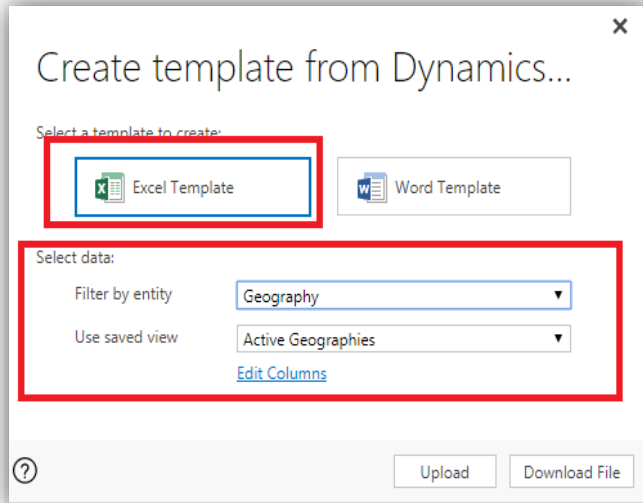 Create template from Dynamics...
Select a template to create:
Excel Template
Word Template
Select data:
Filter by entity Geography
Use saved view Active Geographies
Edit Columns
Upload Download File